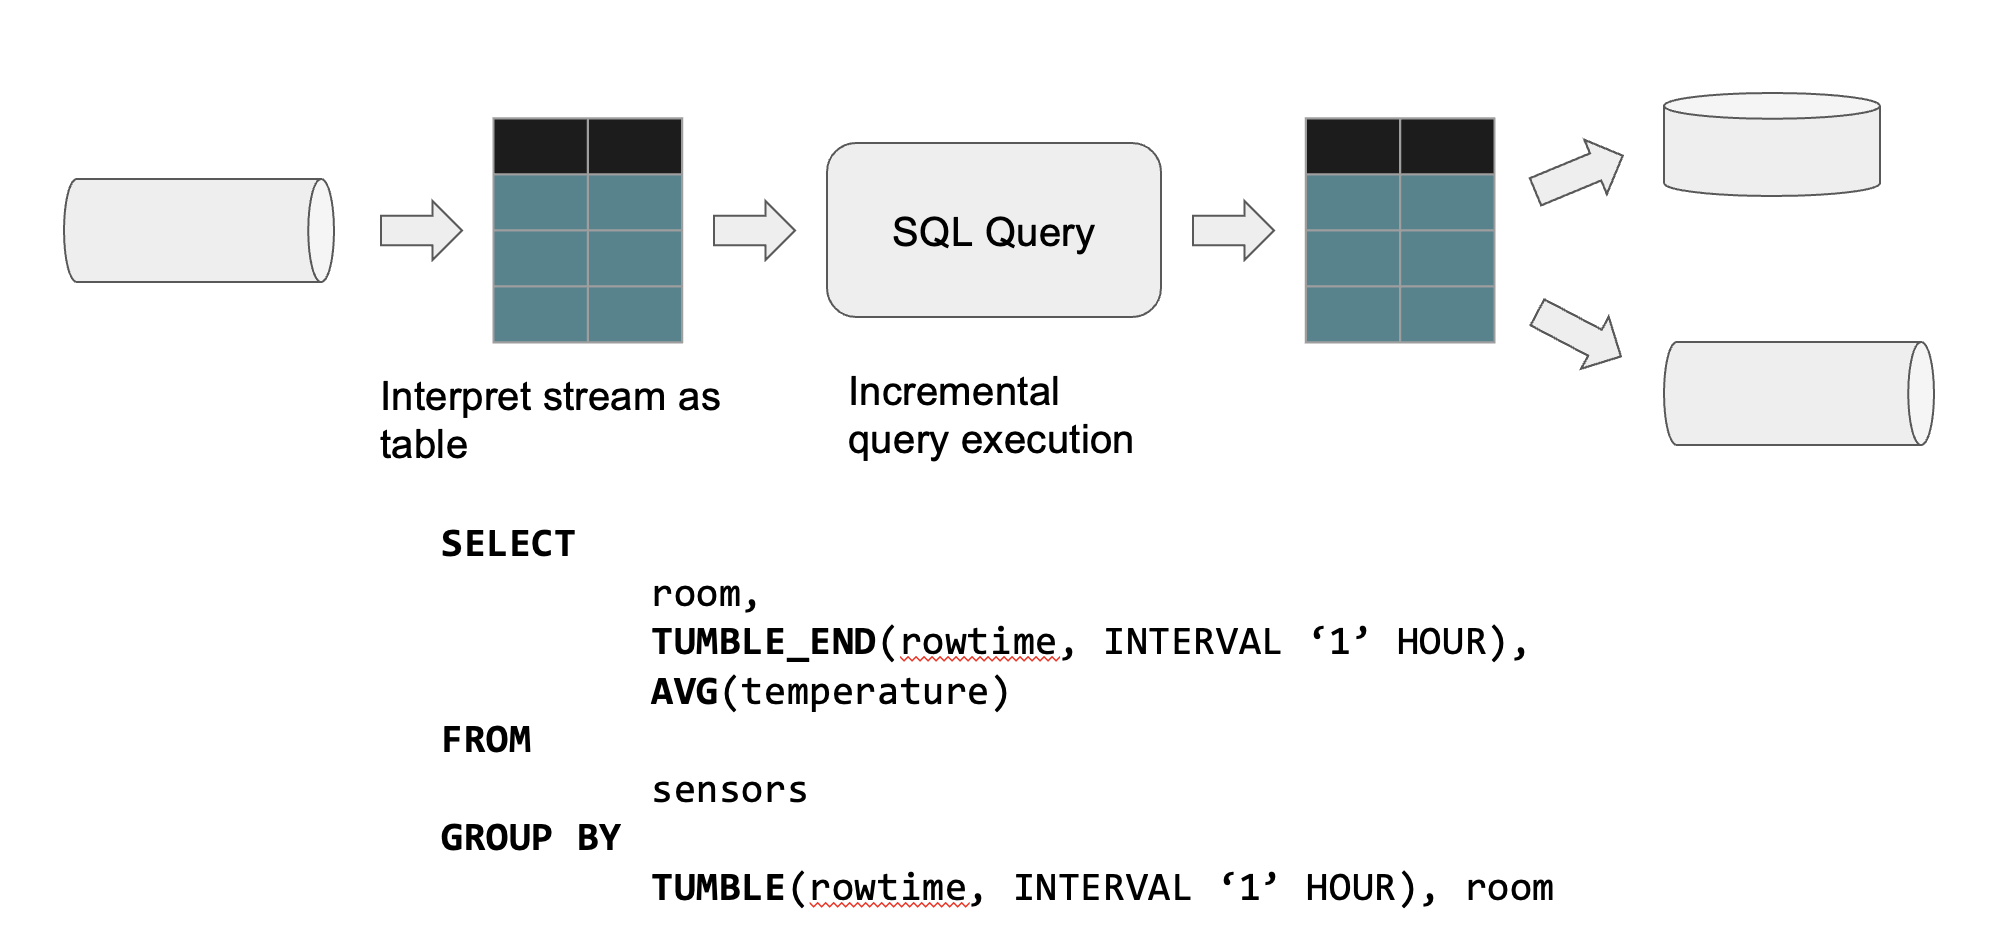 SQL Query
Interpret stream as
table
Incremental
query execution
SELECT
room,
TUMBLE_END(rowtime, INTERVAL ‘1’ HOUR),
AVG(temperature)
FROM
sensors
GROUP BY
TUMBLE(rowtime, INTERVAL ‘1’ HOUR), room